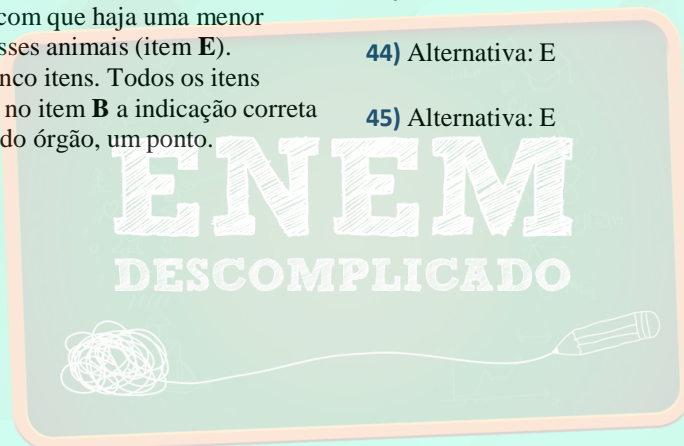 com que haja uma menor
sses animais (item E).
nco itens. Todos os itens
no item B a indicação correta
do órgão, um ponto.
44) Alternativa: E
45) Alternativa: E
ENEM
DESCOMPLICADO